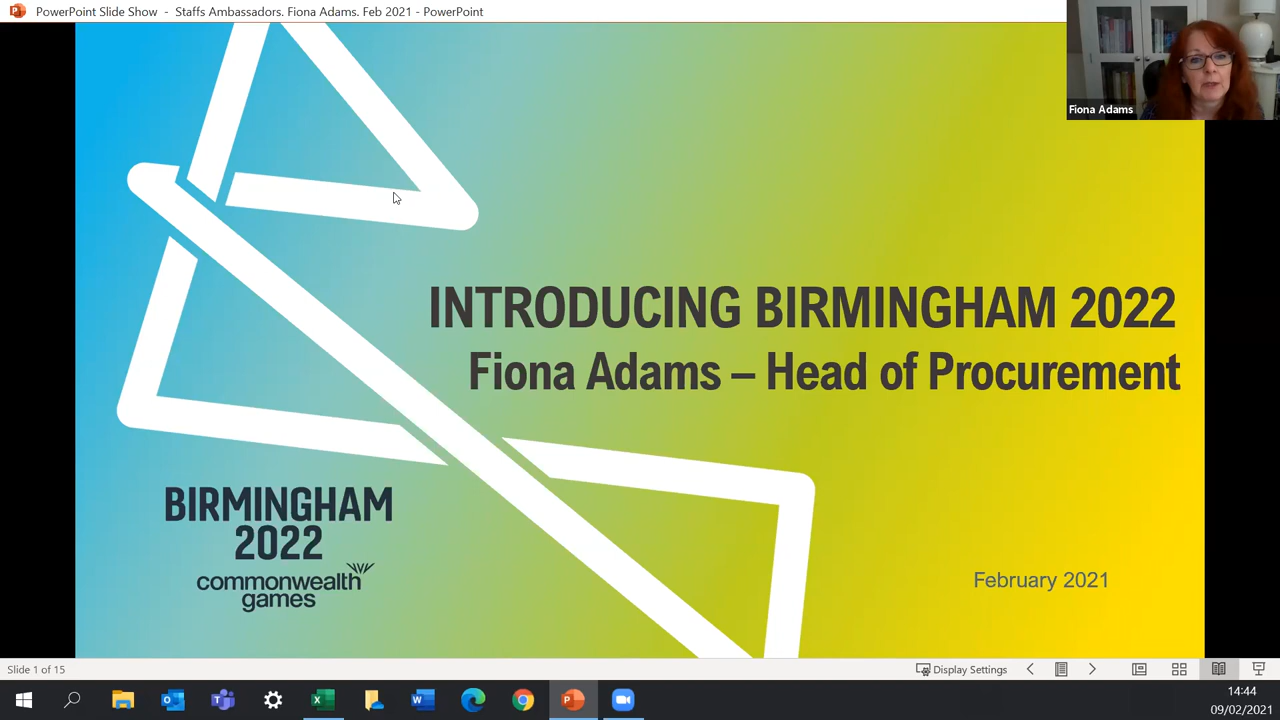 PowerPoint Slide Show - Staffs Ambassadors. Fiona Adams. Feb 2021 - PowerPoint
Fiona Adams
INTRODUCING BIRMINGHAM 2022
Fiona Adams – Head of Procurement
BIRMINGHAM
2022
commonwealth
games
February 2021
Slide 1 of 15
Display Settings
14:44
09/02/2021